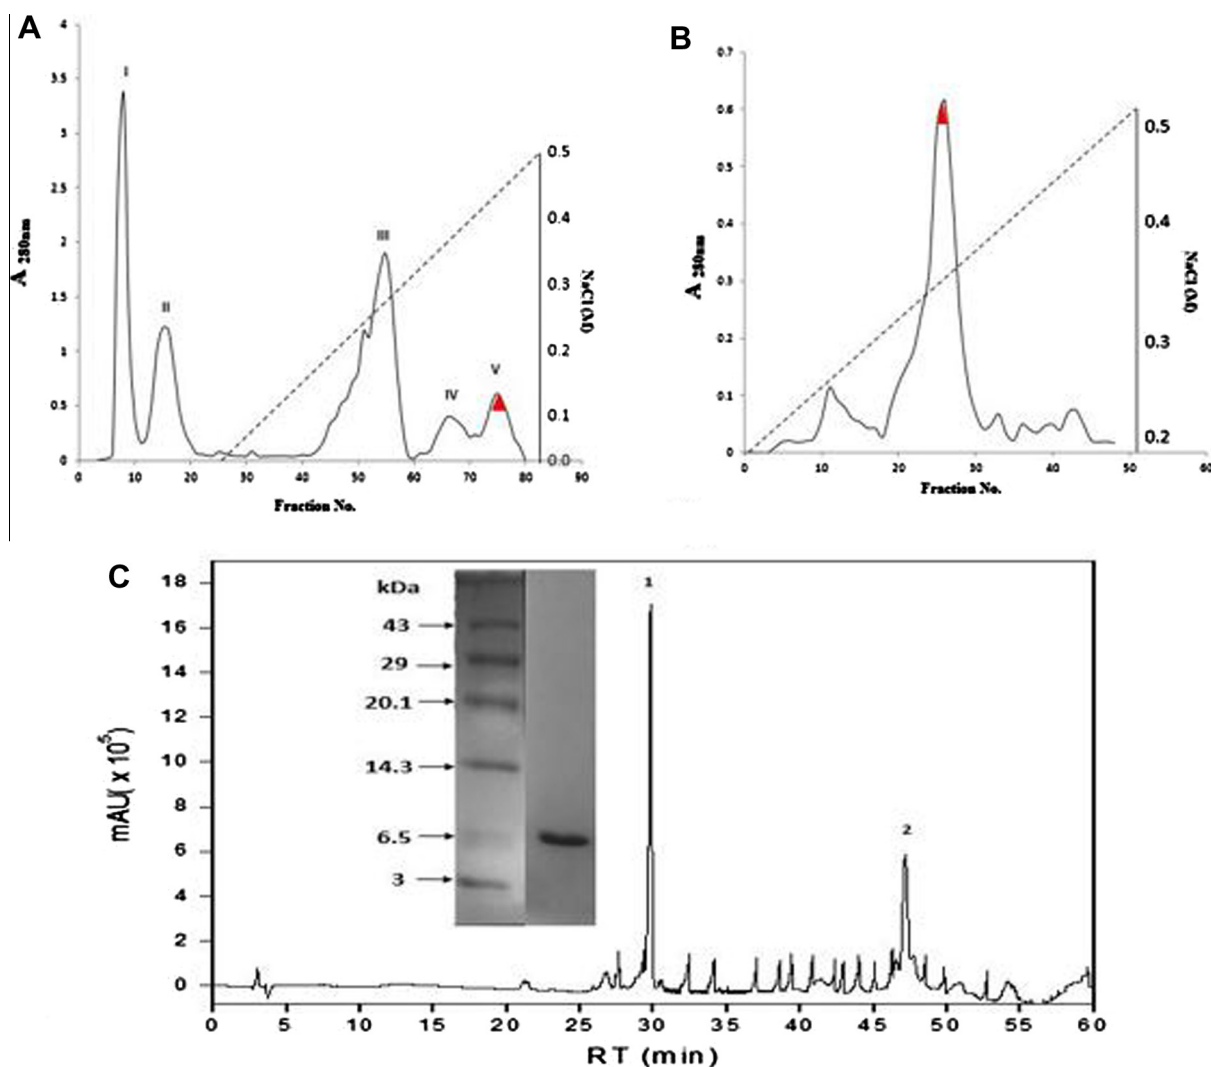 A
4
3.5
3
2.5
2
1.5
1
0.5
0
A 280nm
I
II
III
IV
V
0.5
0.4
0.3
0.2
0.1
0.0
NaCl (M)
0 10 20 30 40 50 60 70 80 90
Fraction No.
B
0.7
0.6
0.5
0.4
0.3
0.2
0.1
0
A 280nm
0.5
0.4
0.3
0.2
NaCl (M)
0 10 20 30 40 50 60
Fraction No.
C
18
16
14
12
10
8
6
4
2
0
mAU( x 10⁵)
kDa
43
29
20.1
14.3
6.5
3
1
2
0 5 10 15 20 25 30 35 40 45 50 55 60
RT (min)